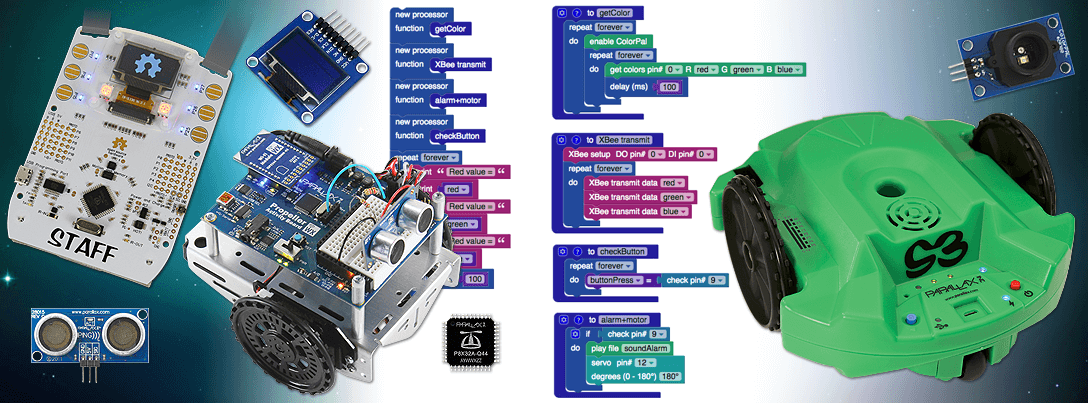 STAFF
28015
REV
www.parallax.com
PING)))
Propeller
PARALLAX
P8X32A-Q44
new processor
function getColor
new processor
function XBee transmit
new processor
function alarm+motor
new processor
function checkButton
repeat forever
print “ Red value =
print red
Red value = “
green
Red value = “
100
to getColor
repeat forever
do enable ColorPal
repeat forever
do get colors pin# 0 R red G green B blue
delay (ms) 100
to XBee transmit
XBee setup DO pin# 0 DI pin# 0
repeat forever
do XBee transmit data red
XBee transmit data green
XBee transmit data blue
to checkButton
repeat forever
do buttonPress = check pin# 9
to alarm+motor
if check pin# 9
do play file soundAlarm
servo pin# 12
degrees (0 - 180°) 180°
S3
PARALLAX
www.parallax.com